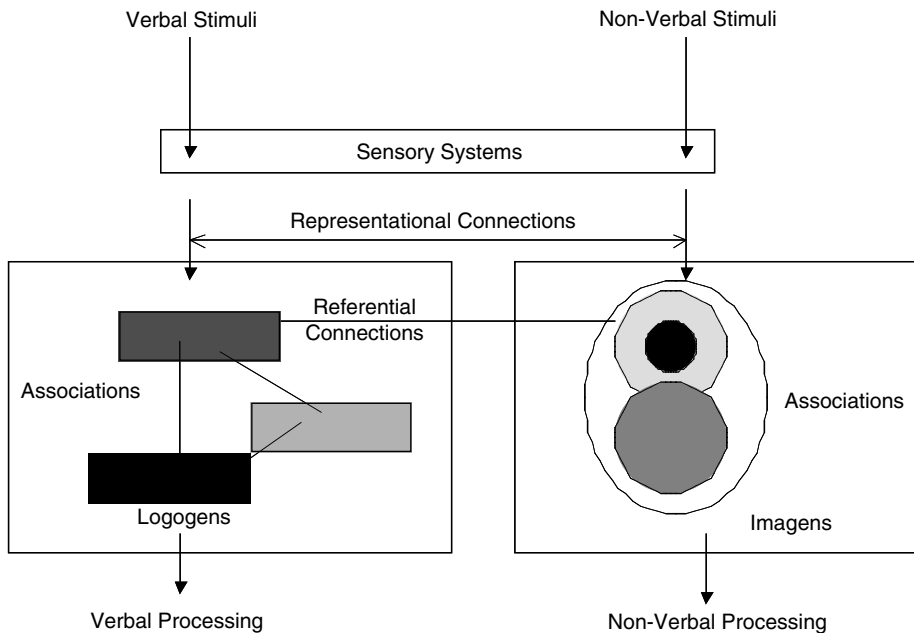 Verbal Stimuli
Non-Verbal Stimuli
Sensory Systems
Representational Connections
Referential
Connections
Associations
Logogens
Associations
Imagens
Verbal Processing
Non-Verbal Processing